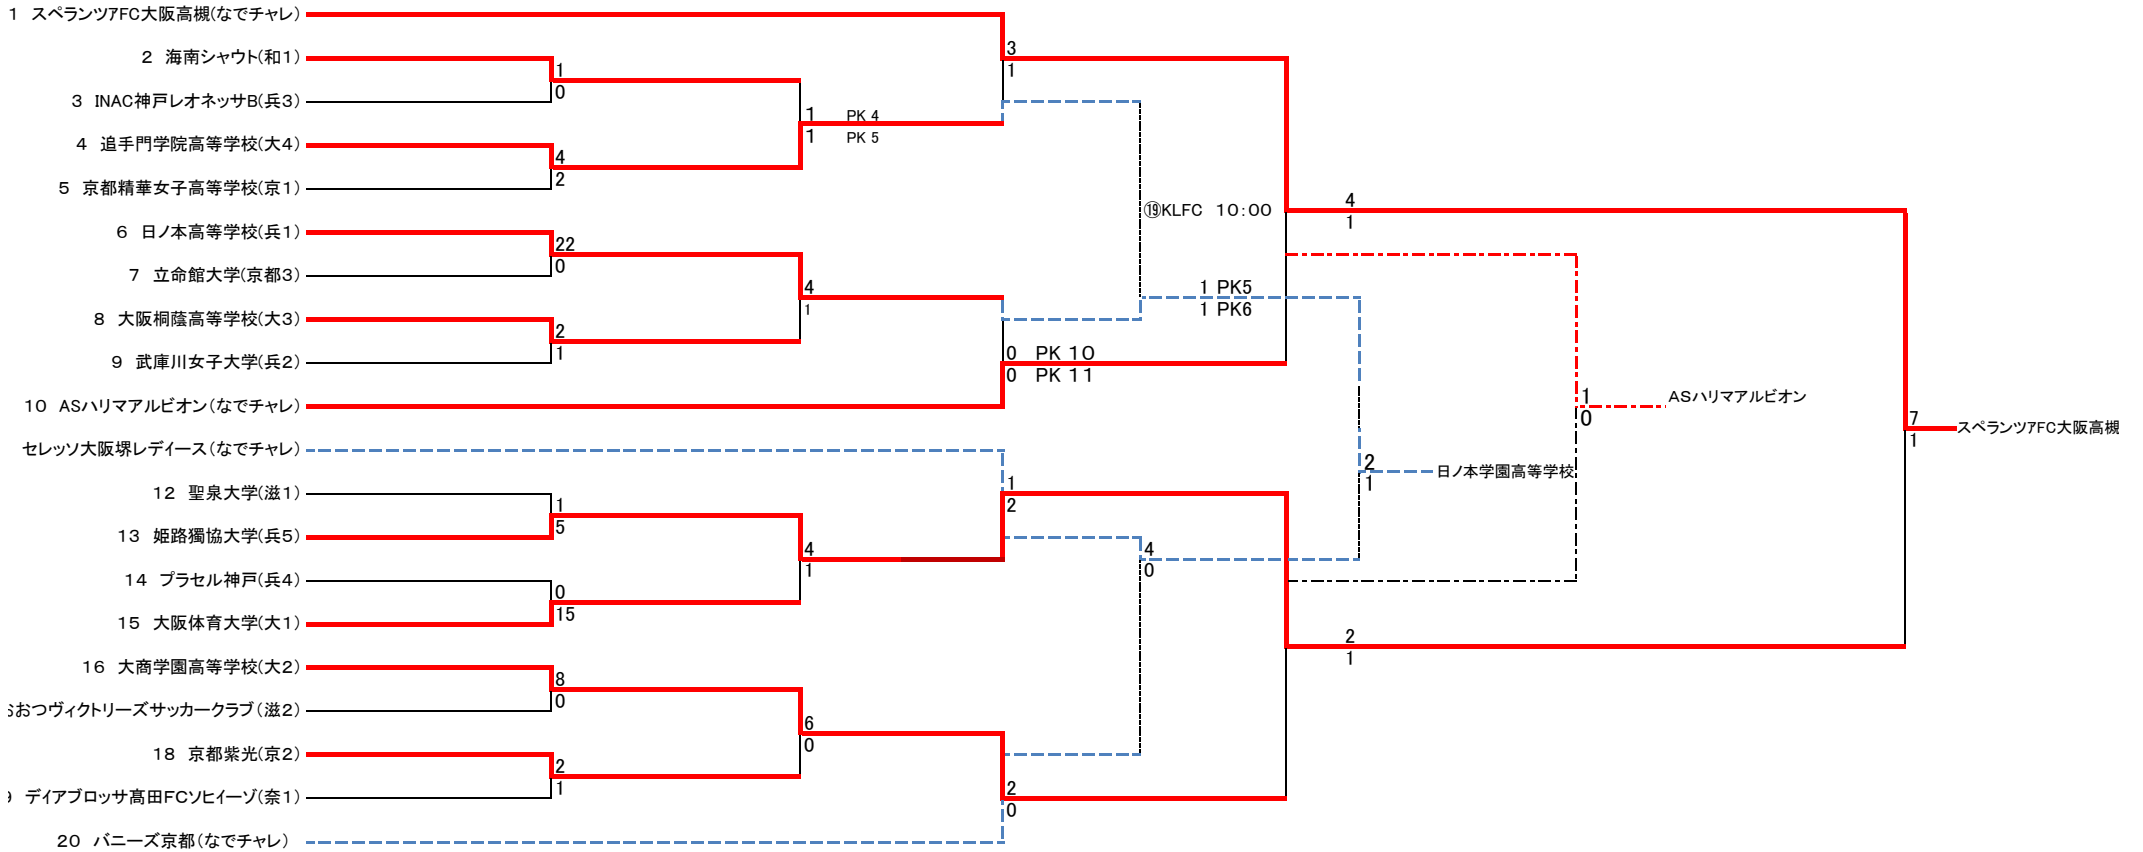 1 スペランツァFC大阪高槻(なでチャレ)
3
2 海南シャウト(和1)
1
1
3 INAC神戸レオネッサB(兵3)
0
1 PK 4
1 PK 5
4 追手門学院高等学校(大4)
4
5 京都精華女子高等学校(京1)
2
⑲KLFC 10:00
4
1
6 日ノ本高等学校(兵1)
22
7 立命館大学(京都3)
0
4
1 PK5
1
1 PK6
8 大阪桐蔭高等学校(大3)
2
9 武庫川女子大学(兵2)
1
0 PK 10
0 PK 11
10 ASハリマアルビオン(なでチャレ)
1
0
ASハリマアルビオン
7
1
スペランツァFC大阪高槻
セレッソ大阪堺レディース(なでチャレ)
2
1
日ノ本学園高等学校
12 聖泉大学(滋1)
1
1
2
13 姫路獨協大学(兵5)
5
4
1
4
0
14 プラセル神戸(兵4)
0
15 大阪体育大学(大1)
15
2
1
16 大商学園高等学校(大2)
8
おおつヴィクトリーズサッカークラブ(滋2)
0
6
0
18 京都紫光(京2)
2
ディアブロッサ髙田FCソヒィーゾ(奈1)
1
2
0
20 バニーズ京都(なでチャレ)